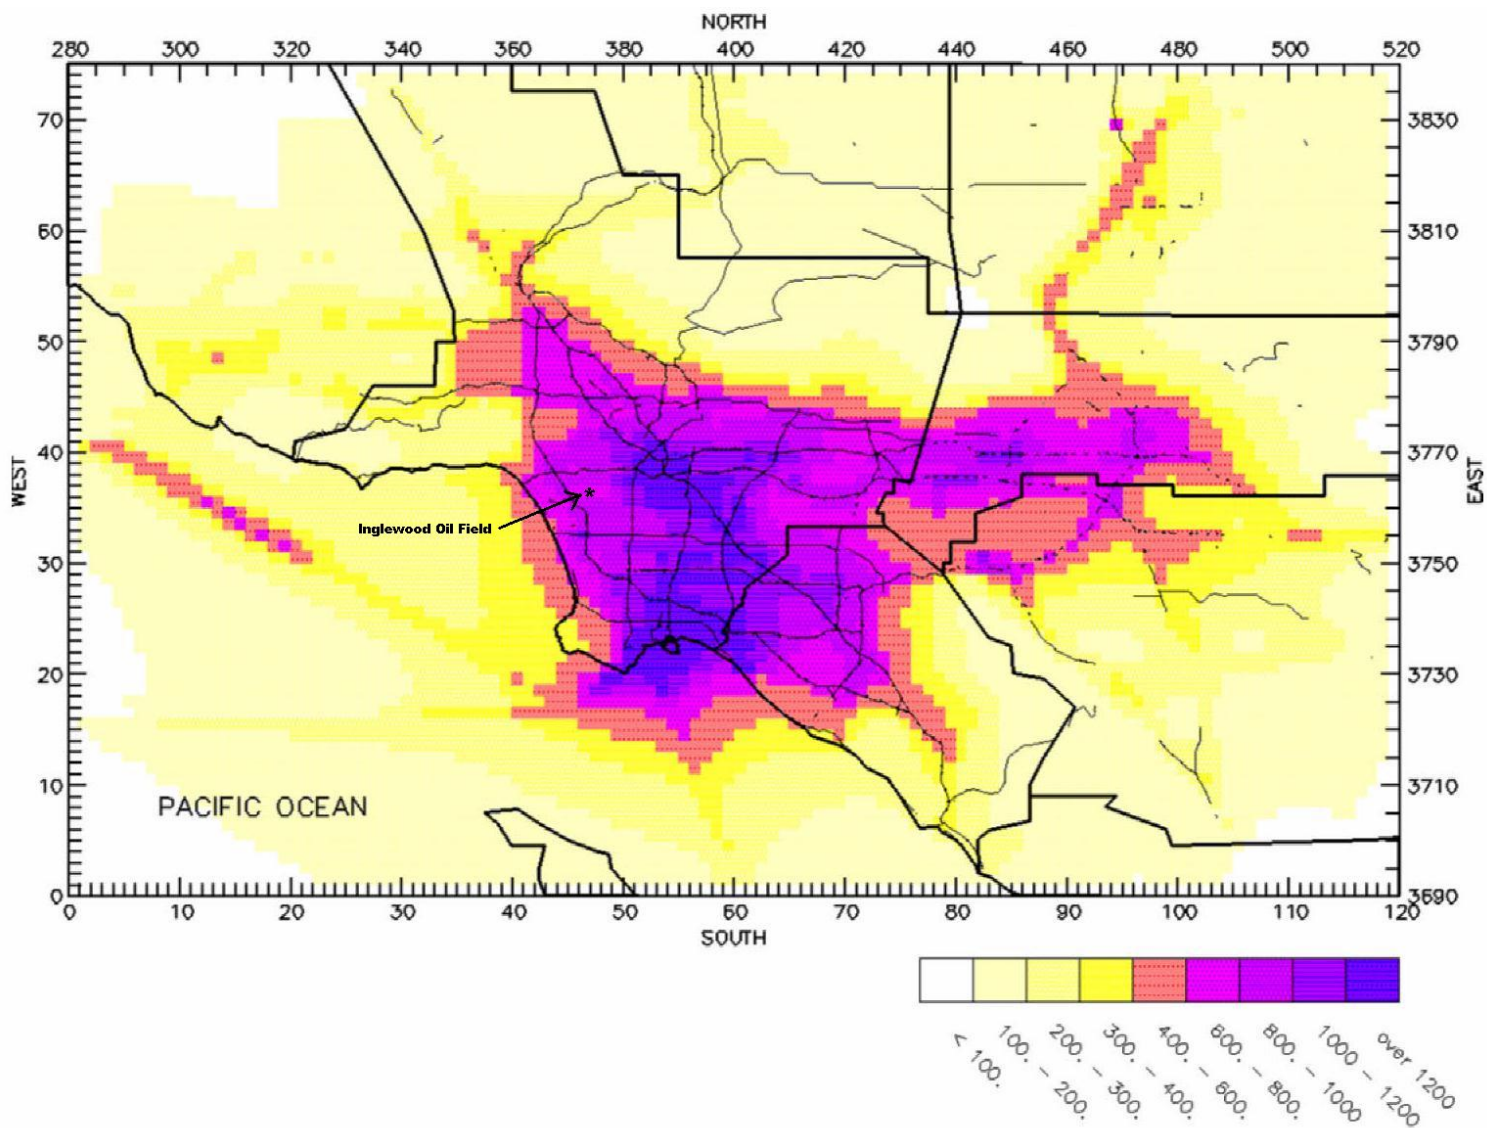 NORTH
280 300 320 340 360 380 400 420 440 460 480 500 520
70 3830
60 3810
50 3790
40 3770
WEST EAST
Inglewood Oil Field *
30 3750
20 3730
10 3710
PACIFIC OCEAN
0 3690
0 10 20 30 40 50 60 70 80 90 100 110 120
SOUTH
< 100.
100. - 200.
200. - 300.
300. - 400.
400. - 600.
600. - 800.
800. - 1000
1000 - 1200
over 1200